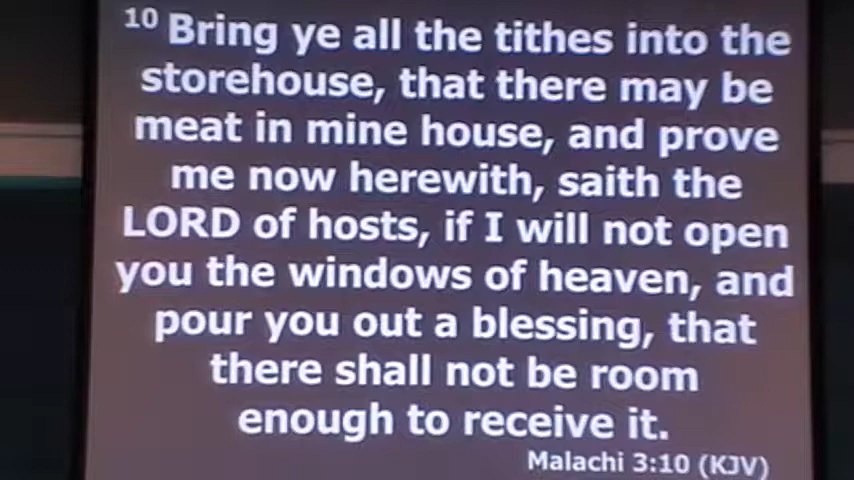 10 Bring ye all the tithes into the
storehouse, that there may be
meat in mine house, and prove
me now herewith, saith the
LORD of hosts, if I will not open
you the windows of heaven, and
pour you out a blessing, that
there shall not be room
enough to receive it.
Malachi 3:10 (KJV)